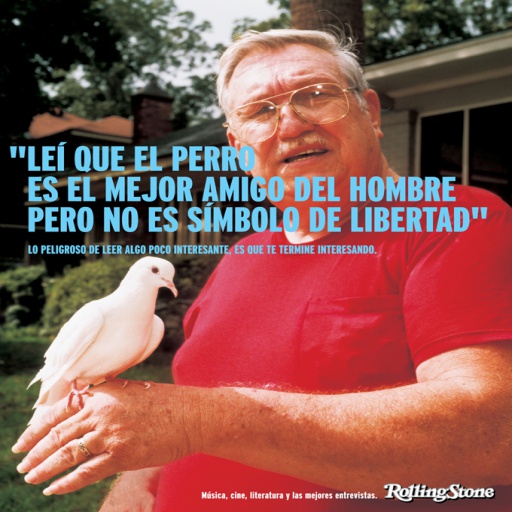 "LEÍ QUE EL PERRO
ES EL MEJOR AMIGO DEL HOMBRE
PERO NO ES SÍMBOLO DE LIBERTAD"
LO PELIGROSO DE LEER ALGO POCO INTERESANTE, ES QUE TE TERMINE INTERESANDO.
Música, cine, literatura y las mejores entrevistas. RollingStone